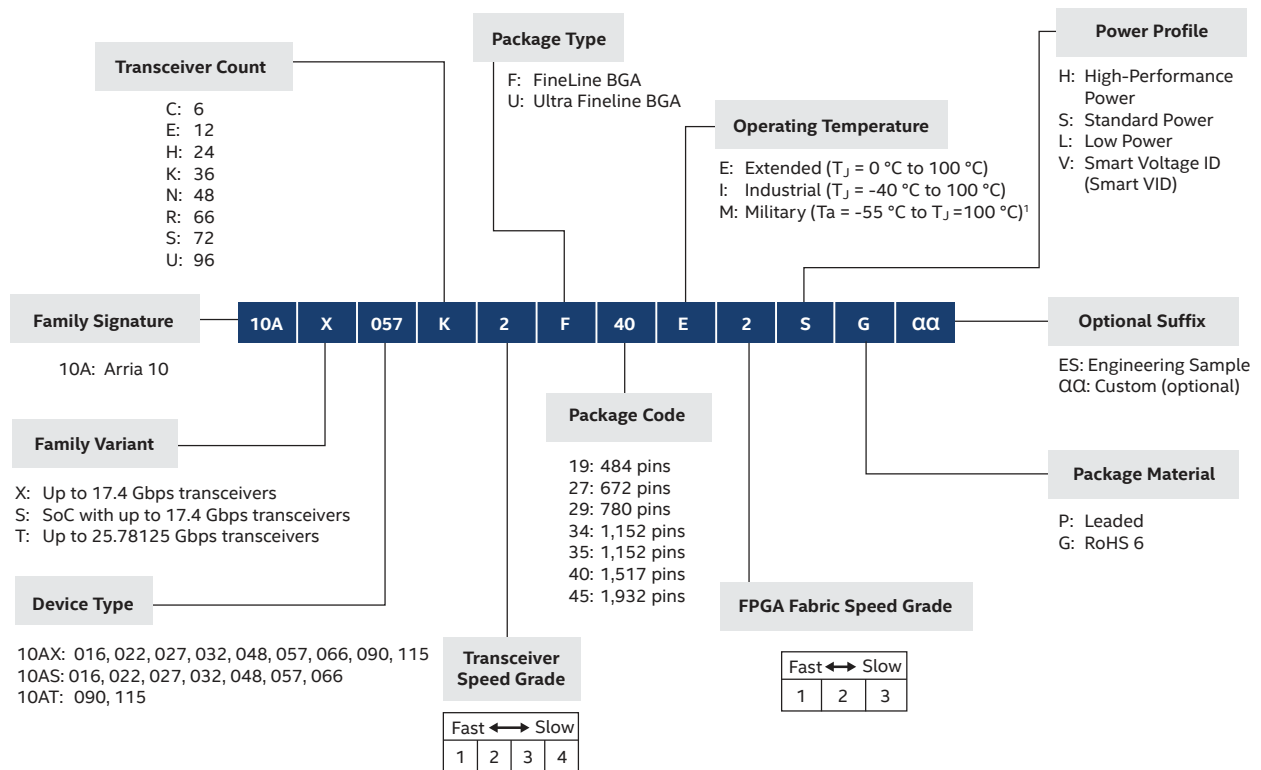 Transceiver Count
C: 6
E: 12
H: 24
K: 36
N: 48
R: 66
S: 72
U: 96
Package Type
F: FineLine BGA
U: Ultra Fineline BGA
Operating Temperature
E: Extended (TJ = 0 °C to 100 °C)
I: Industrial (TJ = -40 °C to 100 °C)
M: Military (Ta = -55 °C to TJ =100 °C)¹
Power Profile
H: High-Performance
Power
S: Standard Power
L: Low Power
V: Smart Voltage ID
(Smart VID)
Family Signature
10A: Arria 10
10A X 057 K 2 F 40 E 2 S G αα
Optional Suffix
ES: Engineering Sample
αα: Custom (optional)
Family Variant
X: Up to 17.4 Gbps transceivers
S: SoC with up to 17.4 Gbps transceivers
T: Up to 25.78125 Gbps transceivers
Device Type
10AX: 016, 022, 027, 032, 048, 057, 066, 090, 115
10AS: 016, 022, 027, 032, 048, 057, 066
10AT: 090, 115
Transceiver
Speed Grade
Fast ↔ Slow
1 2 3 4
Package Code
19: 484 pins
27: 672 pins
29: 780 pins
34: 1,152 pins
35: 1,152 pins
40: 1,517 pins
45: 1,932 pins
FPGA Fabric Speed Grade
Fast ↔ Slow
1 2 3
Package Material
P: Leaded
G: RoHS 6